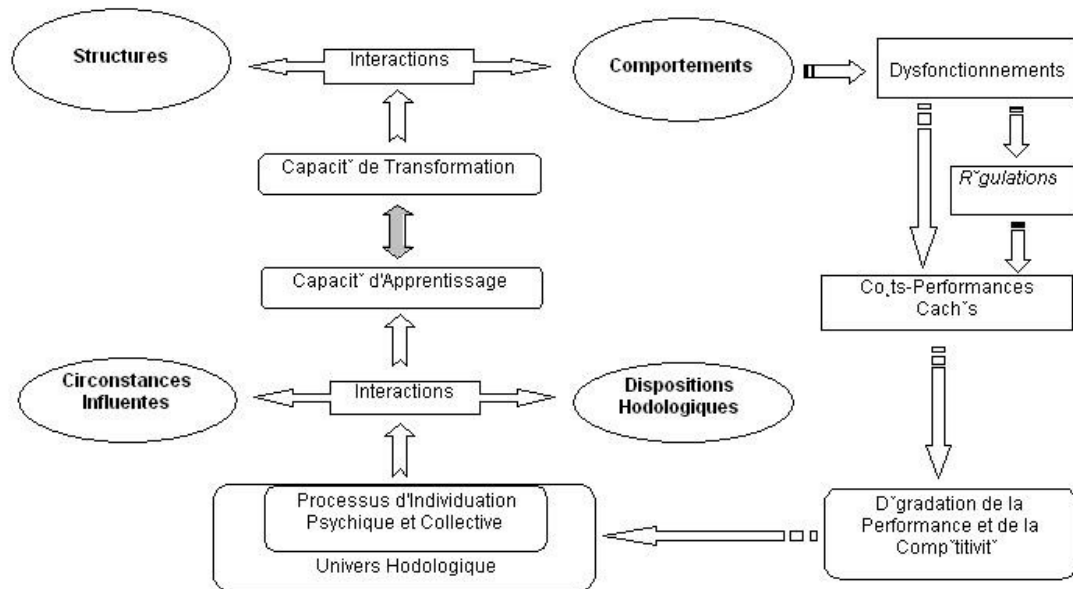 Structures
Interactions
Comportements
Dysfonctionnements
Capacitˇ de Transformation
Rˇgulations
Capacitˇ d'Apprentissage
Co¸ts-Performances
Cachˇs
Circonstances
Influentes
Interactions
Dispositions
Hodologiques
Processus d'Individuation
Psychique et Collective
Univers Hodologique
Dˇgradation de la
Performance et de la
Compˇtitivitˇ